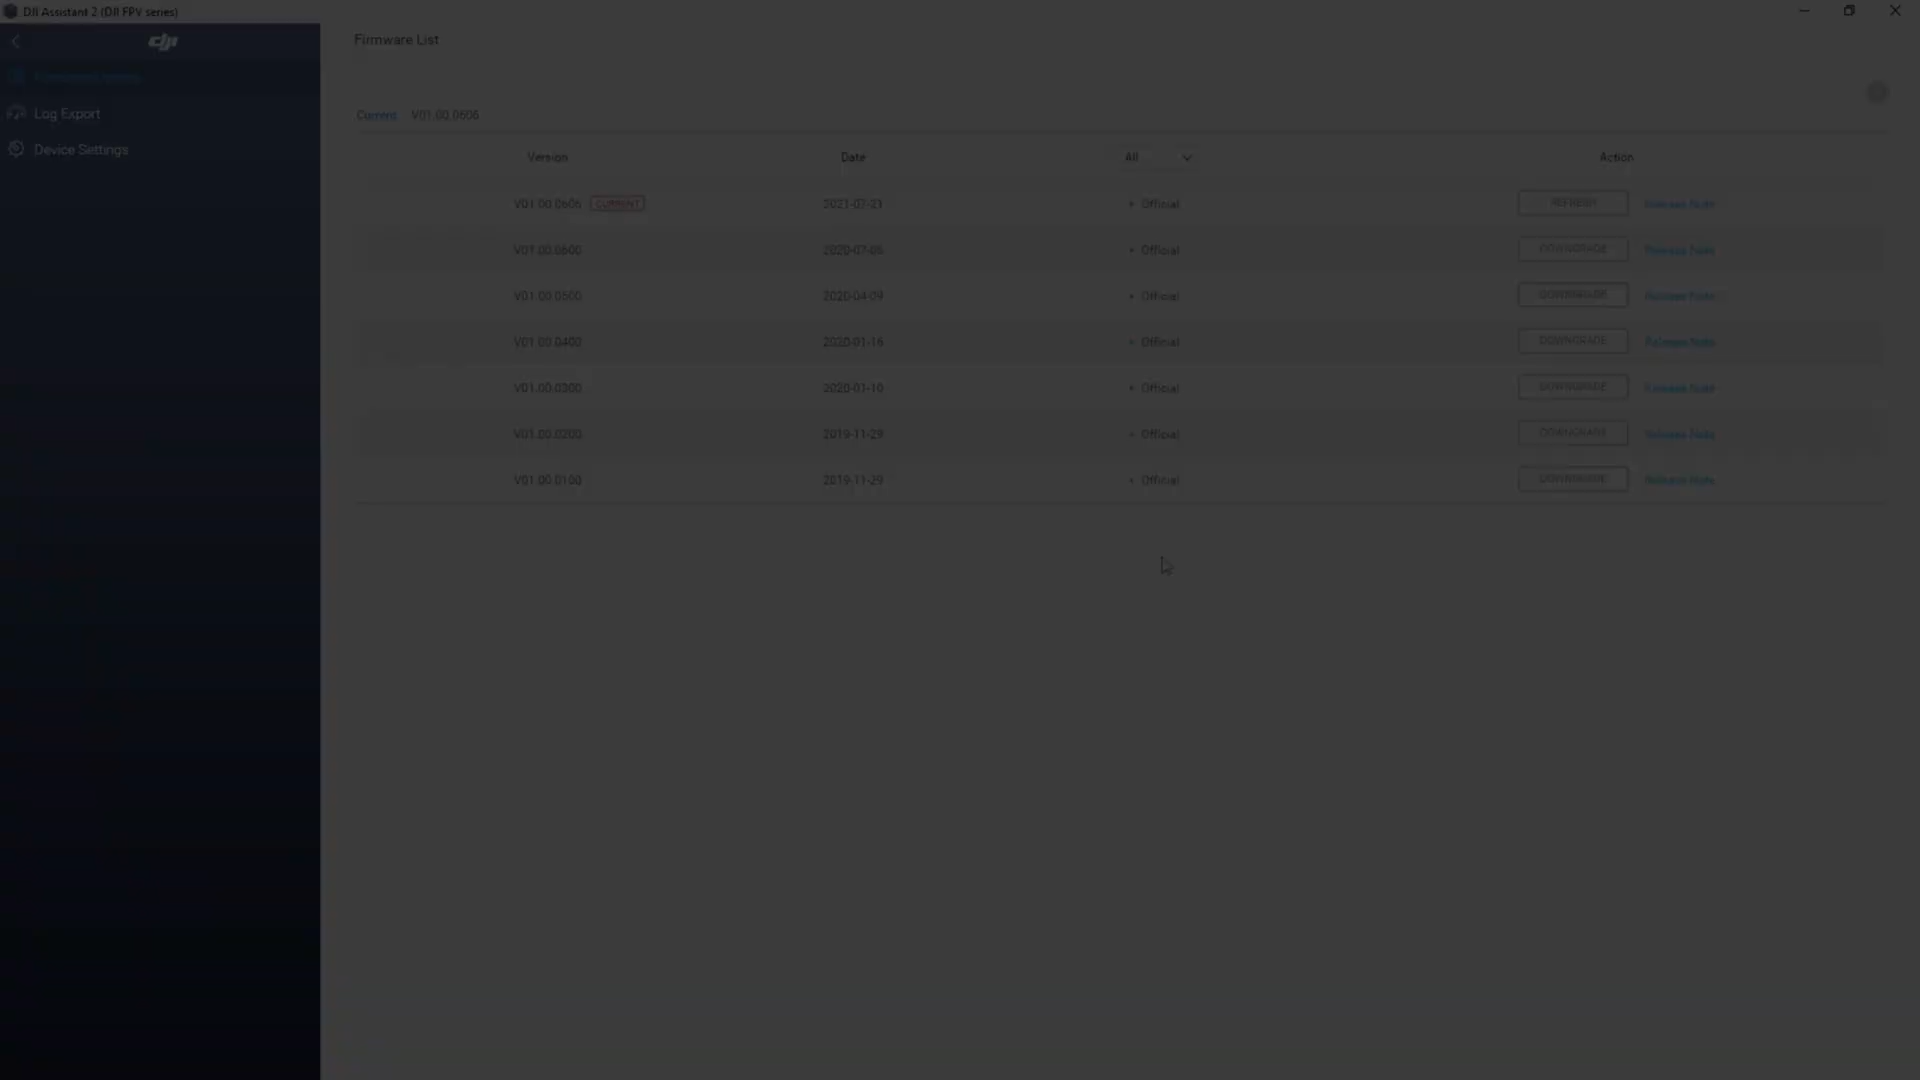 DJI Assistant 2 (DJI FPV series)
dji
Firmware List
Log Export
Device Settings
Current V01.00.0606
Version Date All Action
V01.00.0606 CURRENT 2021-07-21 Official REFRESH Release Note
V01.00.0600 2020-07-06 Official DOWNGRADE Release Note
V01.00.0500 2020-04-09 Official DOWNGRADE Release Note
V01.00.0400 2020-01-16 Official DOWNGRADE Release Note
V01.00.0300 2020-01-10 Official DOWNGRADE Release Note
V01.00.0200 2019-11-29 Official DOWNGRADE Release Note
V01.00.0100 2019-11-29 Official DOWNGRADE Release Note